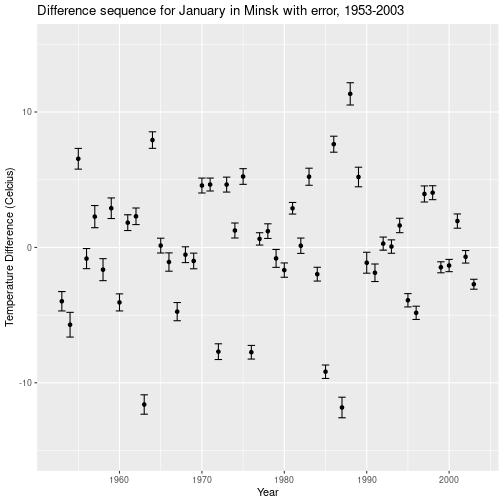 Difference sequence for January in Minsk with error, 1953-2003
Temperature Difference (Celcius)
10
0
-10
1960 1970 1980 1990 2000
Year